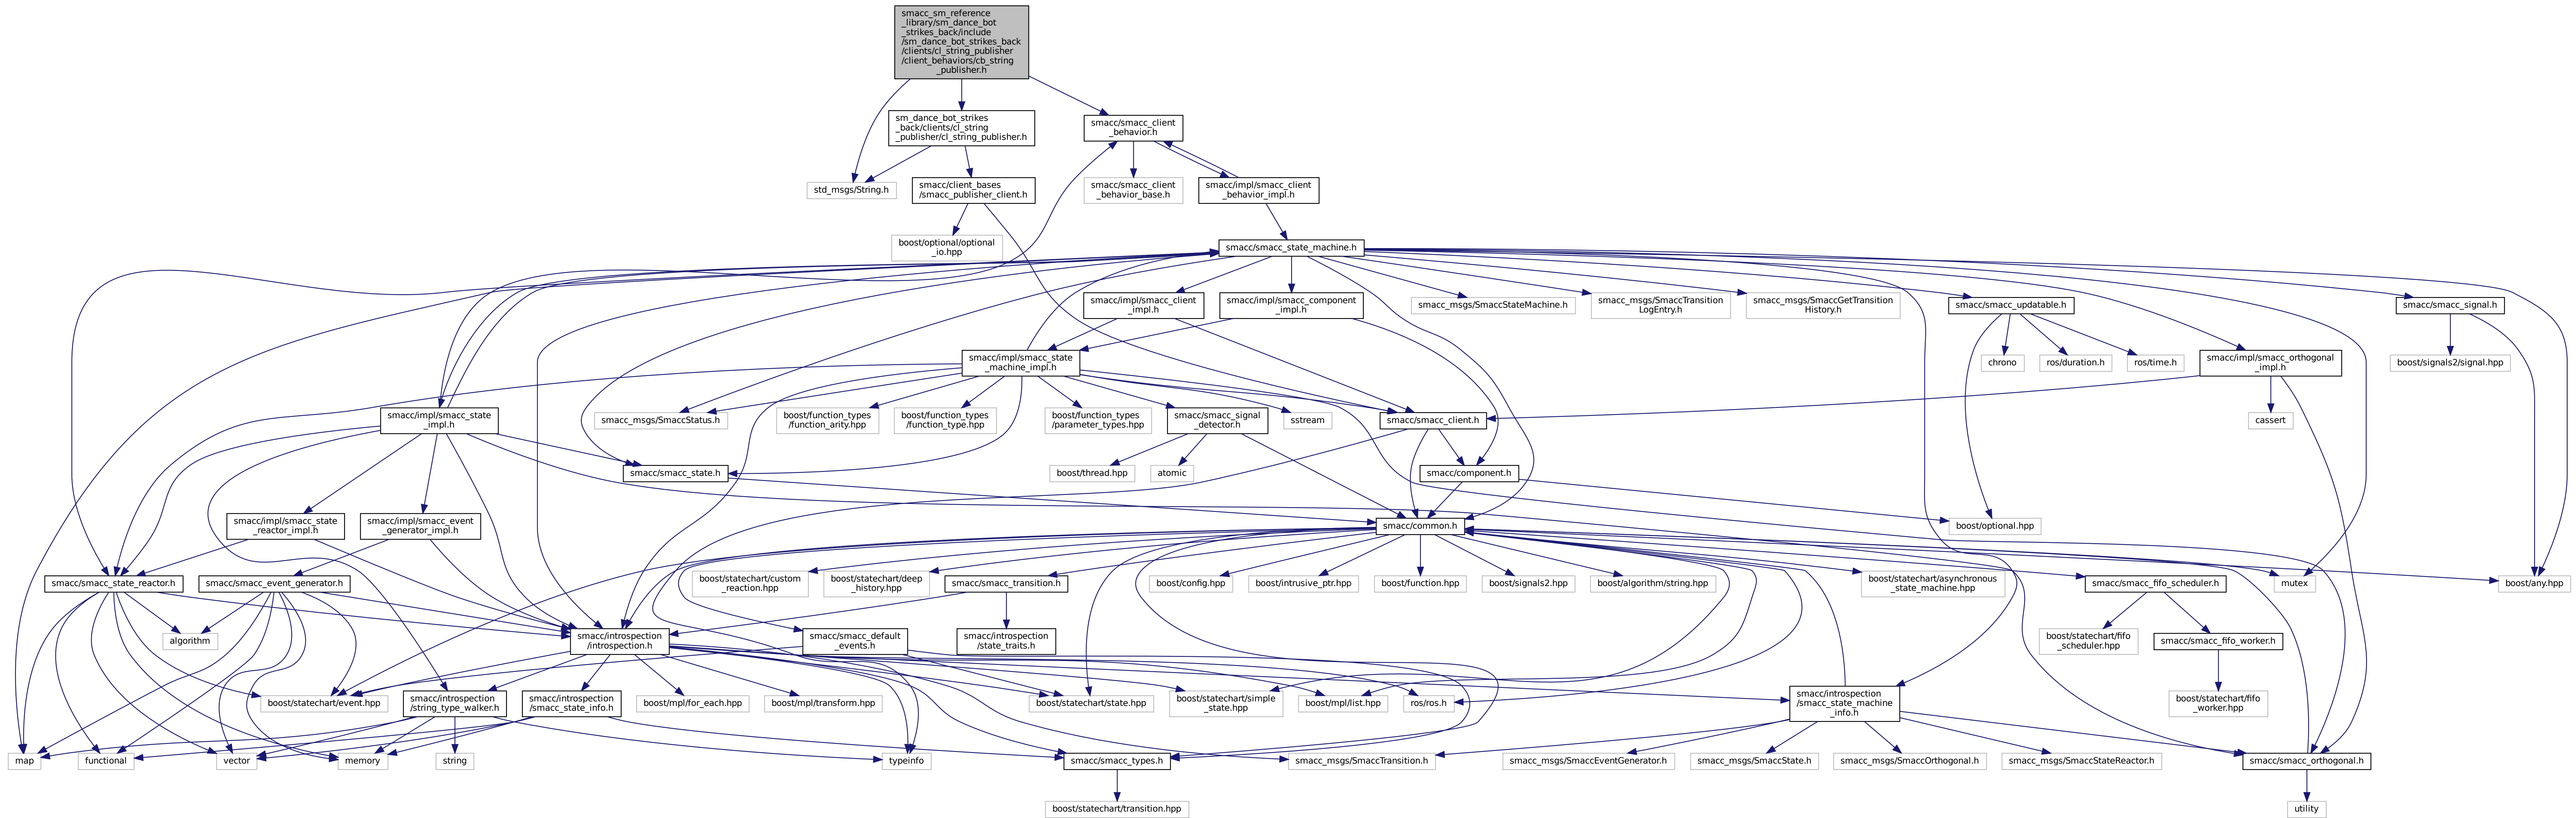 smacc_sm_reference
_library/sm_dance_bot
_strikes_back/include
/sm_dance_bot_strikes_back
/clients/cl_string_publisher
/client_behaviors/cb_string
_publisher.h
sm_dance_bot_strikes
_back/clients/cl_string
_publisher/cl_string_publisher.h
smacc/smacc_client
_behavior.h
std_msgs/String.h
smacc/client_bases
/smacc_publisher_client.h
smacc/smacc_client
_behavior_base.h
smacc/impl/smacc_client
_behavior_impl.h
boost/optional/optional
_io.hpp
smacc/smacc_state_machine.h
smacc/impl/smacc_client
_impl.h
smacc/impl/smacc_component
_impl.h
smacc_msgs/SmaccStateMachine.h
smacc_msgs/SmaccTransition
LogEntry.h
smacc_msgs/SmaccGetTransition
History.h
smacc/smacc_updatable.h
smacc/smacc_signal.h
smacc/impl/smacc_state
_machine_impl.h
chrono
ros/duration.h
ros/time.h
smacc/impl/smacc_orthogonal
_impl.h
boost/signals2/signal.hpp
smacc/impl/smacc_state
_impl.h
smacc_msgs/SmaccStatus.h
boost/function_types
/function_arity.hpp
boost/function_types
/function_type.hpp
boost/function_types
/parameter_types.hpp
smacc/smacc_signal
_detector.h
sstream
smacc/smacc_client.h
cassert
smacc/smacc_state.h
boost/thread.hpp
atomic
smacc/component.h
smacc/impl/smacc_state
_reactor_impl.h
smacc/impl/smacc_event
_generator_impl.h
smacc/common.h
boost/optional.hpp
smacc/smacc_state_reactor.h
smacc/smacc_event_generator.h
boost/statechart/custom
_reaction.hpp
boost/statechart/deep
_history.hpp
smacc/smacc_transition.h
boost/config.hpp
boost/intrusive_ptr.hpp
boost/function.hpp
boost/signals2.hpp
boost/algorithm/string.hpp
boost/statechart/asynchronous
_state_machine.hpp
smacc/smacc_fifo_scheduler.h
mutex
boost/any.hpp
algorithm
smacc/introspection
/introspection.h
smacc/smacc_default
_events.h
smacc/introspection
/state_traits.h
boost/statechart/fifo
_scheduler.hpp
smacc/smacc_fifo_worker.h
boost/statechart/event.hpp
smacc/introspection
/string_type_walker.h
smacc/introspection
/smacc_state_info.h
boost/mpl/for_each.hpp
boost/mpl/transform.hpp
boost/statechart/state.hpp
boost/statechart/simple
_state.hpp
boost/mpl/list.hpp
ros/ros.h
smacc/introspection
/smacc_state_machine
_info.h
boost/statechart/fifo
_worker.hpp
map
functional
vector
memory
string
typeinfo
smacc/smacc_types.h
smacc_msgs/SmaccTransition.h
smacc_msgs/SmaccEventGenerator.h
smacc_msgs/SmaccState.h
smacc_msgs/SmaccOrthogonal.h
smacc_msgs/SmaccStateReactor.h
smacc/smacc_orthogonal.h
boost/statechart/transition.hpp
utility